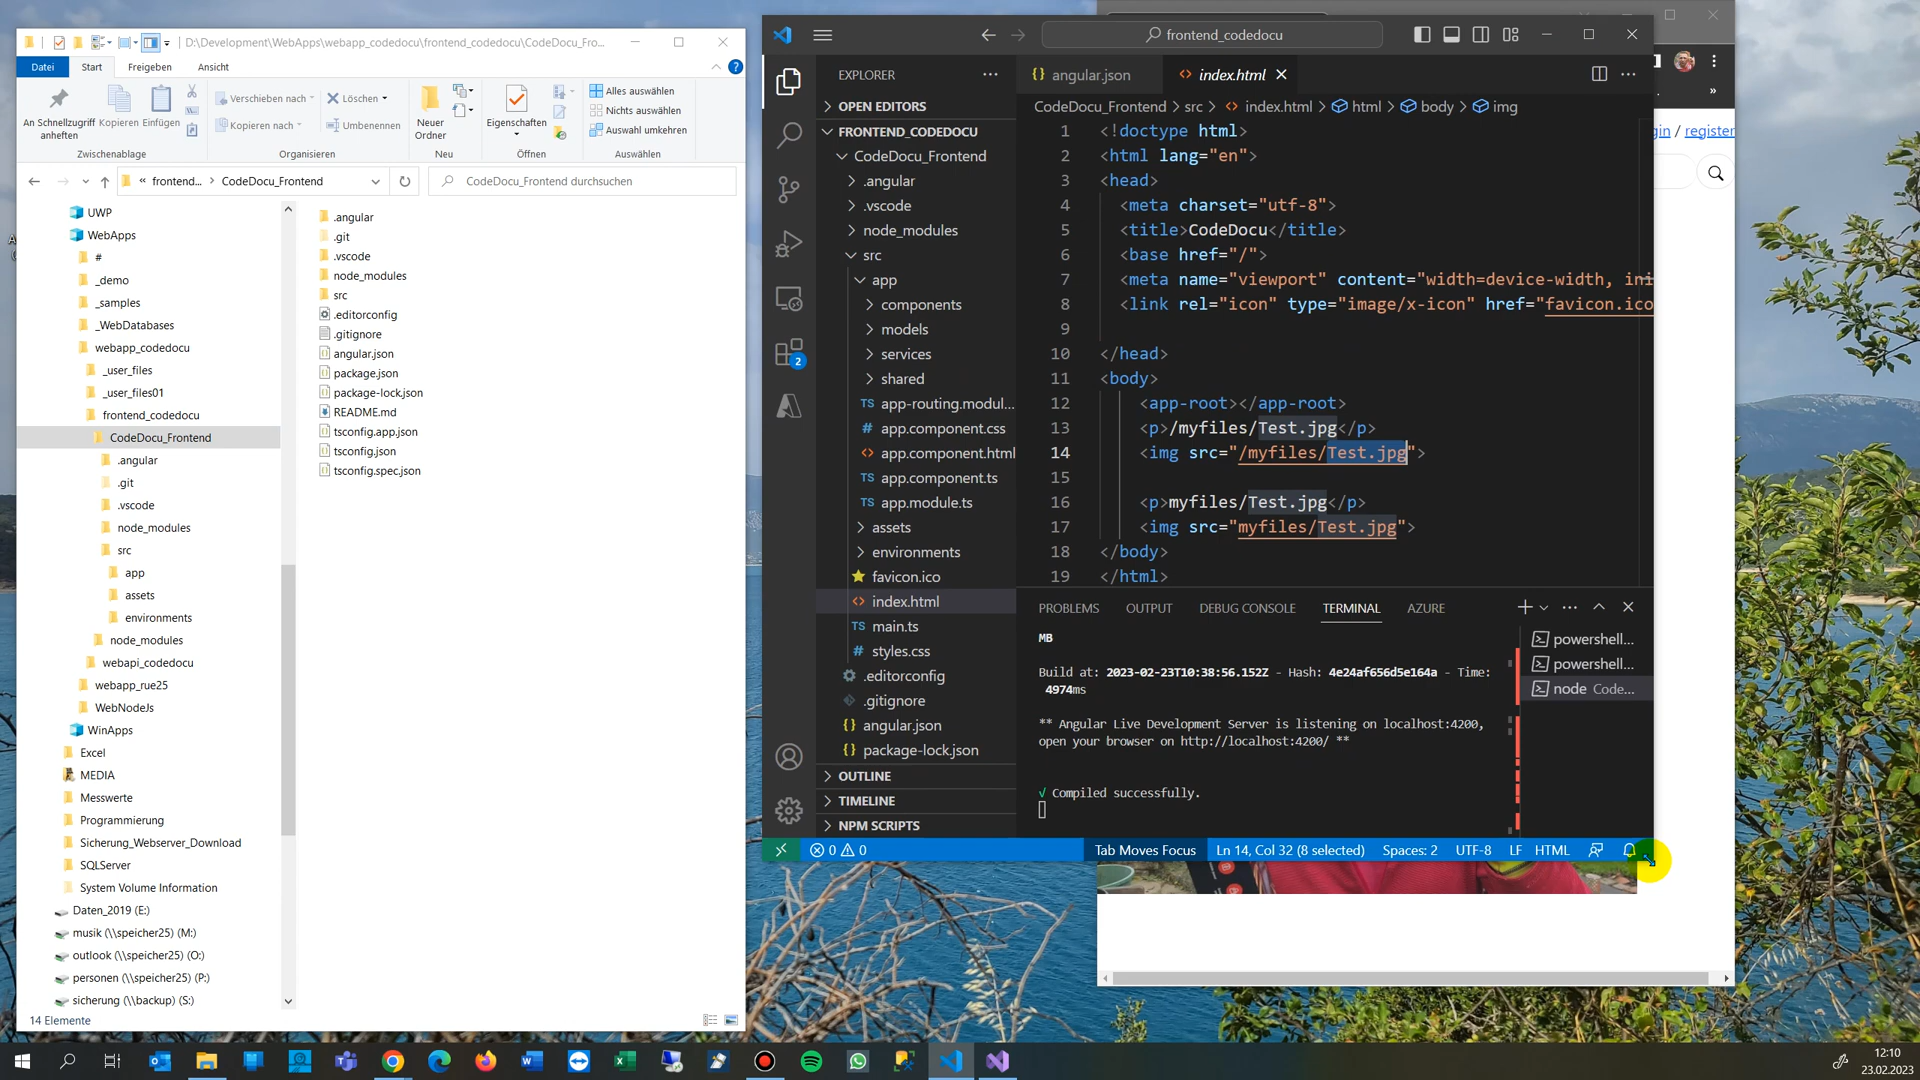 D:\Development\WebApps\webapp_codedocu\frontend_codedocu\CodeDocu_Fro...
Datei
Start
Freigeben
Ansicht
An Schnellzugriff anheften
Kopieren
Einfügen
Verschieben nach
Kopieren nach
Löschen
Umbenennen
Neuer Ordner
Eigenschaften
Alles auswählen
Nichts auswählen
Auswahl umkehren
Zwischenablage
Organisieren
Neu
Öffnen
Auswählen
« frontend... > CodeDocu_Frontend
CodeDocu_Frontend durchsuchen
UWP
WebApps
#
_demo
_samples
_WebDatabases
webapp_codedocu
_user_files
_user_files01
frontend_codedocu
CodeDocu_Frontend
.angular
.git
.vscode
node_modules
src
app
assets
environments
node_modules
webapi_codedocu
webapp_rue25
WebNodeJs
WinApps
Excel
MEDIA
Messwerte
Programmierung
Sicherung_Webserver_Download
SQLServer
System Volume Information
Daten_2019 (E:)
musik (\\speicher25) (M:)
outlook (\\speicher25) (O:)
personen (\\speicher25) (P:)
sicherung (\\backup) (S:)
.angular
.git
.vscode
node_modules
src
.editorconfig
.gitignore
angular.json
package.json
package-lock.json
README.md
tsconfig.app.json
tsconfig.json
tsconfig.spec.json
14 Elemente
frontend_codedocu
EXPLORER
OPEN EDITORS
FRONTEND_CODEDOCU
CodeDocu_Frontend
.angular
.vscode
node_modules
src
app
components
models
services
shared
TS app-routing.modul...
# app.component.css
<> app.component.html
TS app.component.ts
TS app.module.ts
assets
environments
favicon.ico
<> index.html
TS main.ts
# styles.css
.editorconfig
.gitignore
{} angular.json
{} package-lock.json
OUTLINE
TIMELINE
NPM SCRIPTS
2
{} angular.json
<> index.html
CodeDocu_Frontend > src > <> index.html > html > body > img
1 <!doctype html>
2 <html lang="en">
3 <head>
4 <meta charset="utf-8">
5 <title>CodeDocu</title>
6 <base href="/">
7 <meta name="viewport" content="width=device-width, ini
8 <link rel="icon" type="image/x-icon" href="favicon.ico
9
10 </head>
11 <body>
12 <app-root></app-root>
13 <p>/myfiles/Test.jpg</p>
14 <img src="/myfiles/Test.jpg">
15
16 <p>myfiles/Test.jpg</p>
17 <img src="myfiles/Test.jpg">
18 </body>
19 </html>
PROBLEMS
OUTPUT
DEBUG CONSOLE
TERMINAL
AZURE
MB
Build at: 2023-02-23T10:38:56.152Z - Hash: 4e24af656d5e164a - Time:
4974ms
** Angular Live Development Server is listening on localhost:4200,
open your browser on http://localhost:4200/ **
√ Compiled successfully.
powershell...
powershell...
node Code...
0
0
Tab Moves Focus
Ln 14, Col 32 (8 selected)
Spaces: 2
UTF-8
LF
HTML
gin / register
12:10
23.02.2023